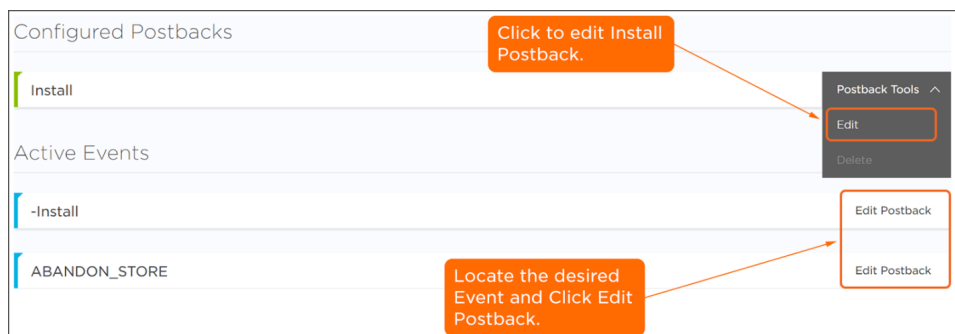 Configured Postbacks
Click to edit Install
Postback.
Install
Postback Tools
Edit
Active Events
Delete
-Install
Edit Postback
ABANDON_STORE
Edit Postback
Locate the desired
Event and Click Edit
Postback.